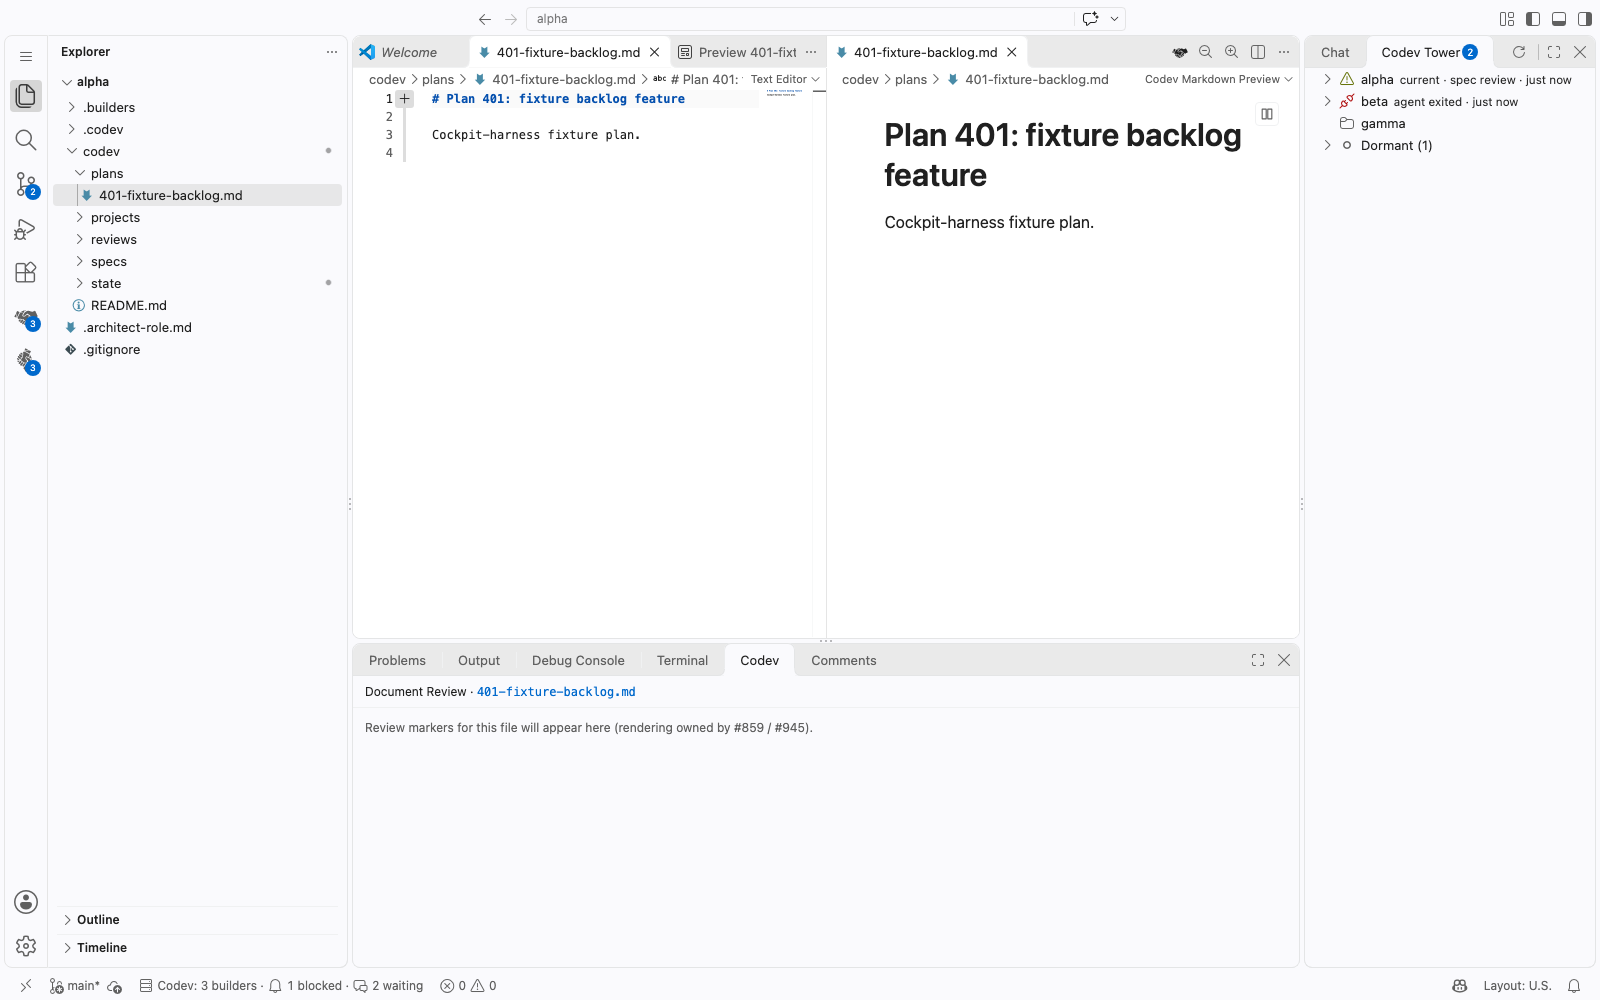 alpha
Explorer
alpha
.builders
.codev
codev
plans
401-fixture-backlog.md
projects
reviews
specs
state
README.md
.architect-role.md
.gitignore
Outline
Timeline
2
3
3
Welcome
401-fixture-backlog.md
Preview 401-fixt
codev > plans > 401-fixture-backlog.md > abc # Plan 401: Text Editor
1 # Plan 401: fixture backlog feature
2
3 Cockpit-harness fixture plan.
4
401-fixture-backlog.md
codev > plans > 401-fixture-backlog.md Codev Markdown Preview
Plan 401: fixture backlog
feature
Cockpit-harness fixture plan.
Problems Output Debug Console Terminal Codev Comments
Document Review · 401-fixture-backlog.md
Review markers for this file will appear here (rendering owned by #859 / #945).
Chat Codev Tower 2
alpha current · spec review · just now
beta agent exited · just now
gamma
Dormant (1)
main* Codev: 3 builders · 1 blocked · 2 waiting 0 0 Layout: U.S.